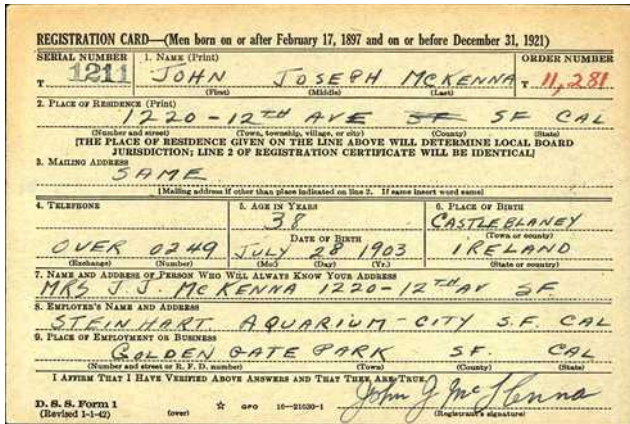 REGISTRATION CARD—(Men born on or after February 17, 1897 and on or before December 31, 1921)
SERIAL NUMBER 1. NAME (Print) ORDER NUMBER
T 1211 JOHN JOSEPH MCKENNA T 11,281
(First) (Middle) (Last)
2. PLACE OF RESIDENCE (Print)
1220-12TH AVE SF SF CAL
(Number and street) (Town, township, village, or city) (County) (State)
[THE PLACE OF RESIDENCE GIVEN ON THE LINE ABOVE WILL DETERMINE LOCAL BOARD
JURISDICTION; LINE 2 OF REGISTRATION CERTIFICATE WILL BE IDENTICAL]
3. MAILING ADDRESS
SAME
[Mailing address if other than place indicated on line 2. If same insert word same]
4. TELEPHONE 5. AGE IN YEARS 6. PLACE OF BIRTH
38 CASTLEBLANEY
DATE OF BIRTH (Town or county)
OVER 0249 JULY 28 1903 IRELAND
(Exchange) (Number) (Mo.) (Day) (Yr.) (State or country)
7. NAME AND ADDRESS OF PERSON WHO WILL ALWAYS KNOW YOUR ADDRESS
MRS J. J. MCKENNA 1220-12TH AV SF
8. EMPLOYER'S NAME AND ADDRESS
STEINHART AQUARIUM-CITY S.F. CAL
9. PLACE OF EMPLOYMENT OR BUSINESS
GOLDEN GATE PARK SF. CAL
(Number and street or R. F. D. number) (Town) (County) (State)
I AFFIRM THAT I HAVE VERIFIED ABOVE ANSWERS AND THAT THEY ARE TRUE.
John J McKenna
D. S. S. Form 1
(Revised 1-1-42) (over) ☆ GPO 16—21630-1 (Registrant's signature)